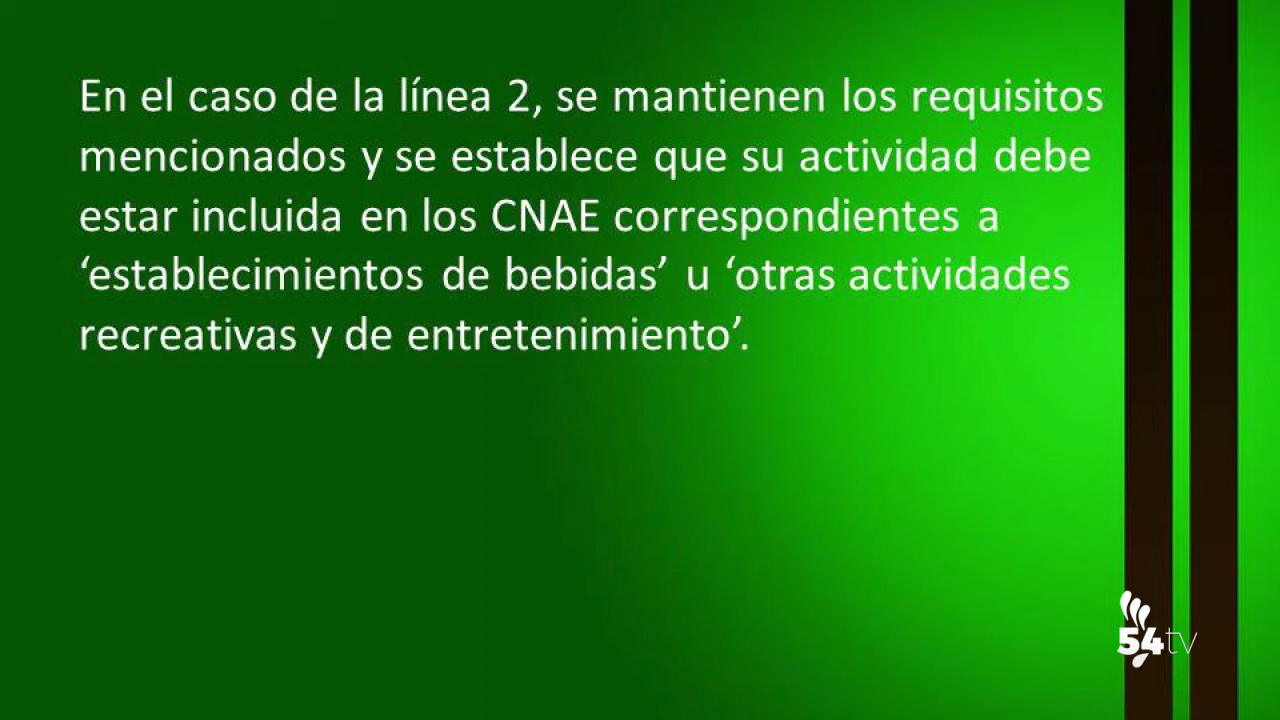 En el caso de la línea 2, se mantienen los requisitos
mencionados y se establece que su actividad debe
estar incluida en los CNAE correspondientes a
‘establecimientos de bebidas’ u ‘otras actividades
recreativas y de entretenimiento’.
54tv